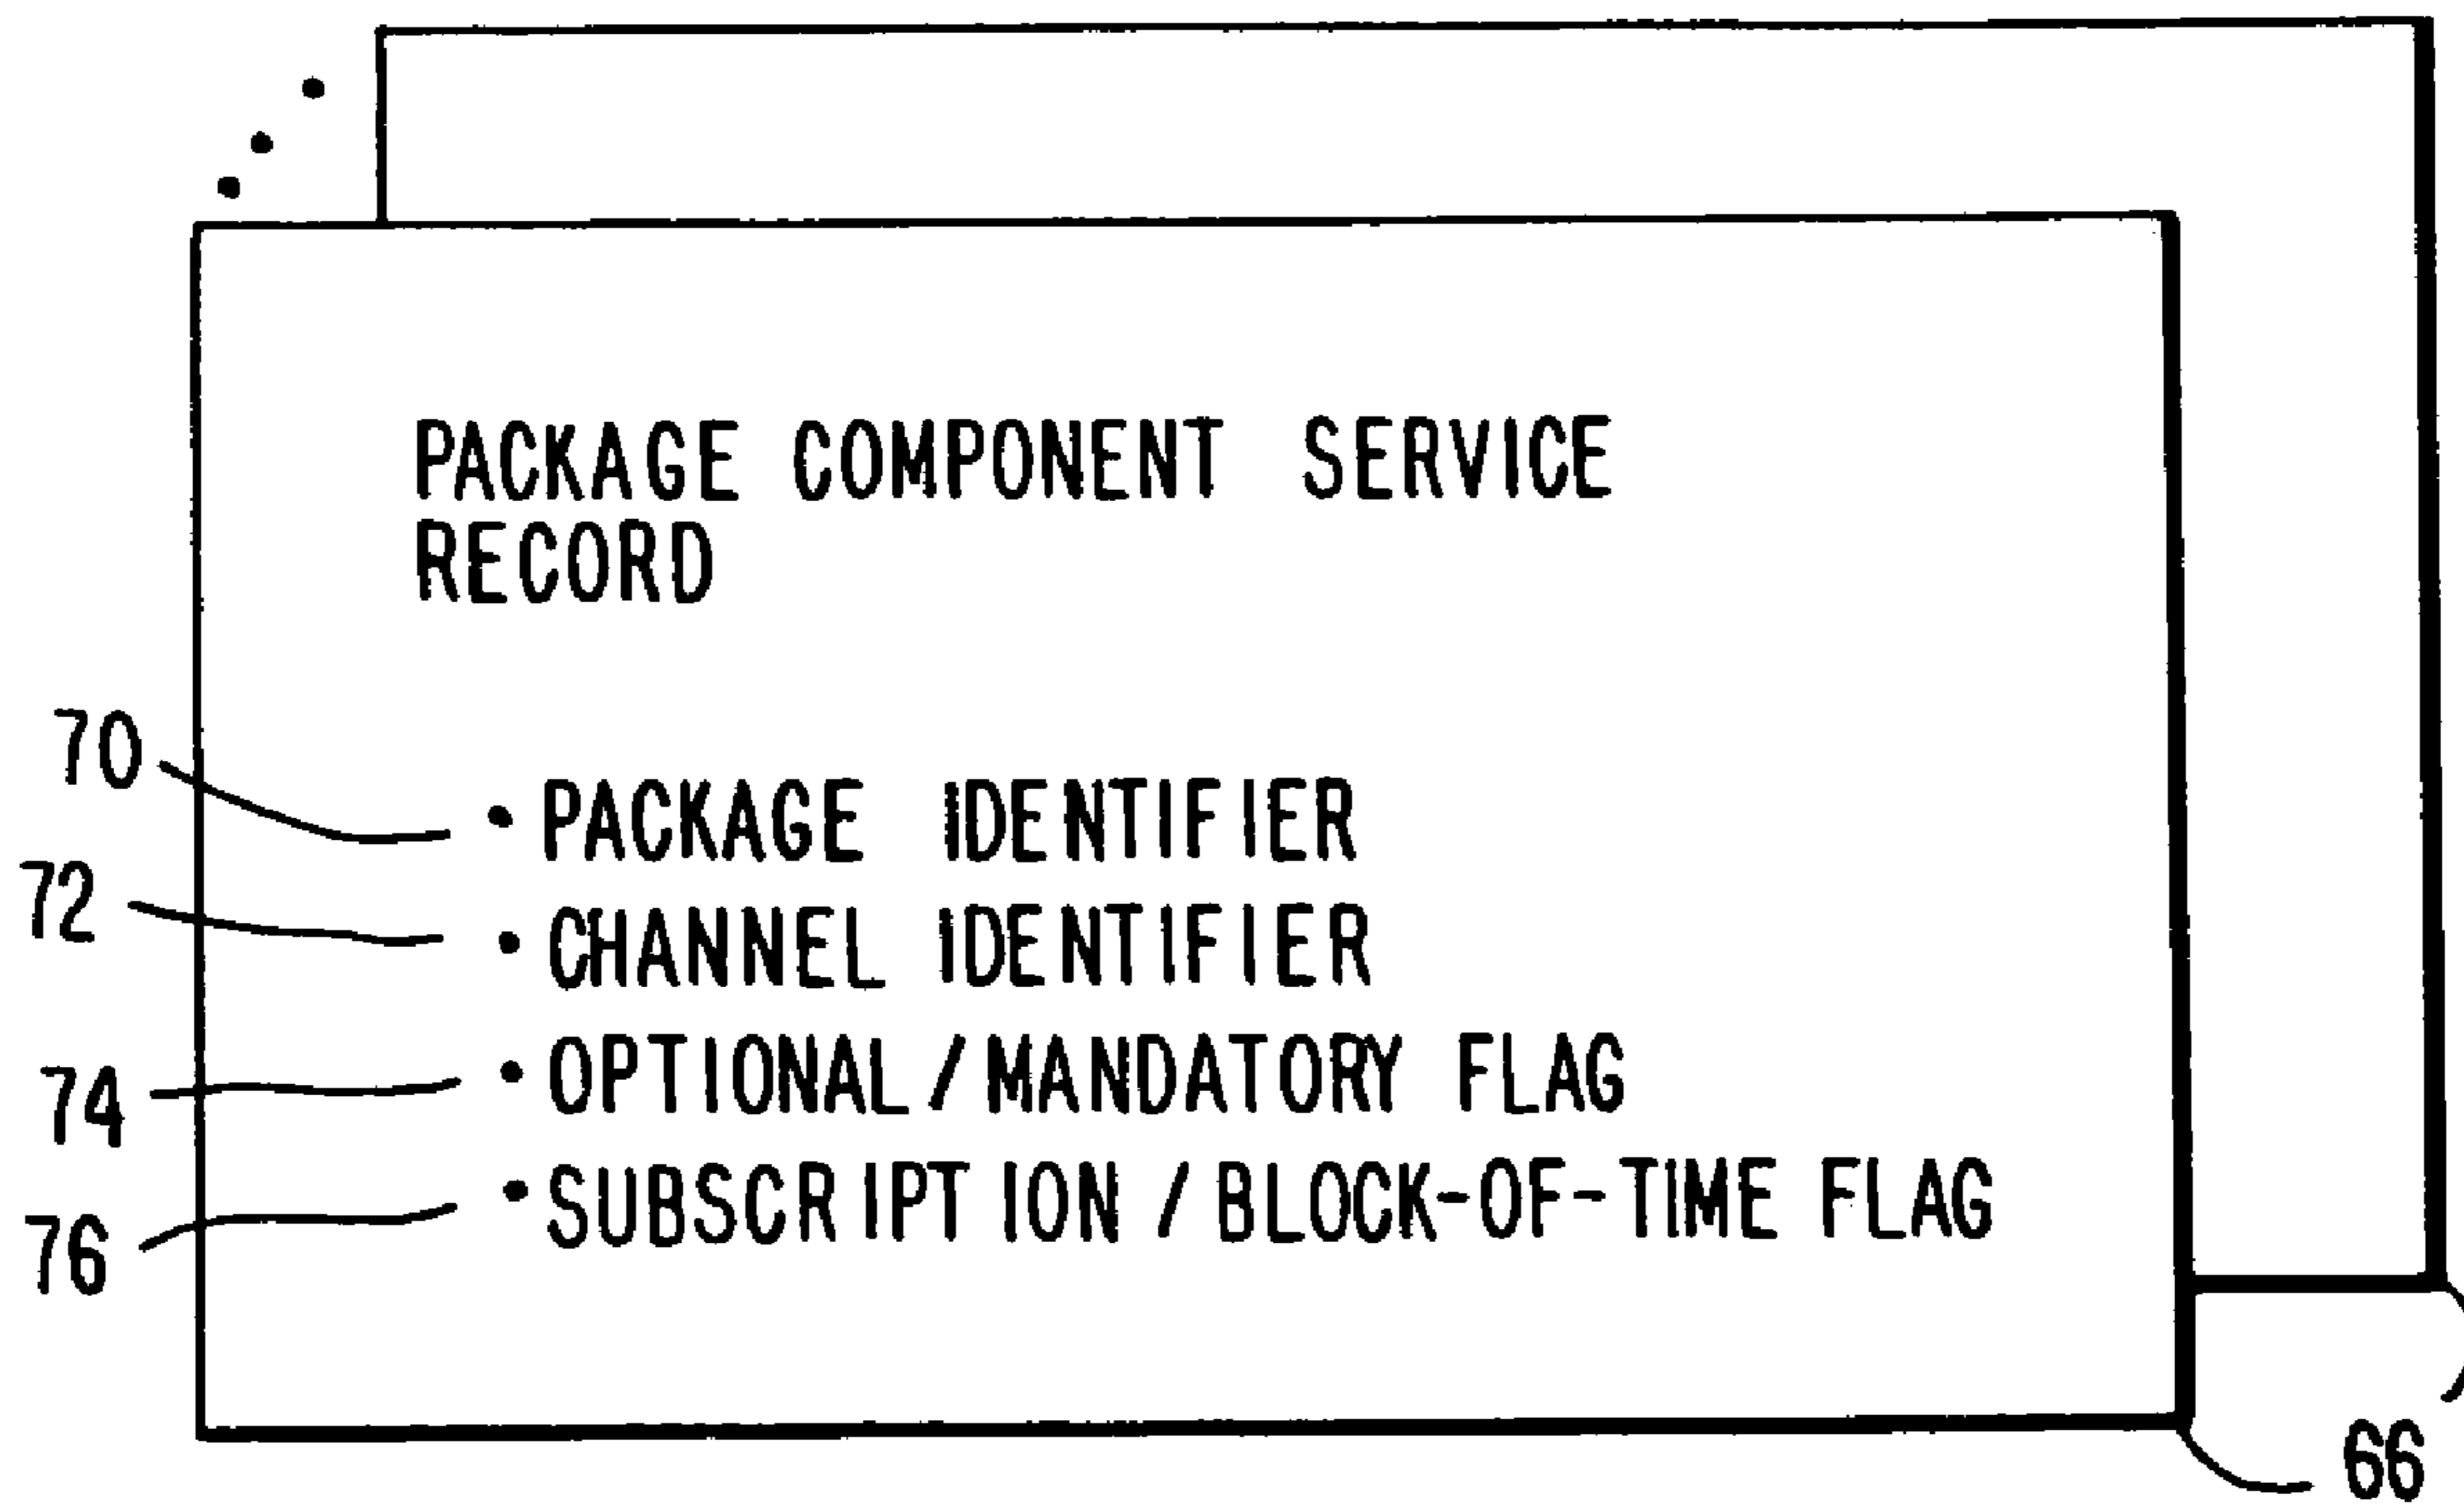 PACKAGE COMPONENT SERVICE
RECORD
70
• PACKAGE IDENTIFIER
72
• CHANNEL IDENTIFIER
74
• OPTIONAL/MANDATORY FLAG
76
• SUBSCRIPTION/BLOCK-OF-TIME FLAG
66